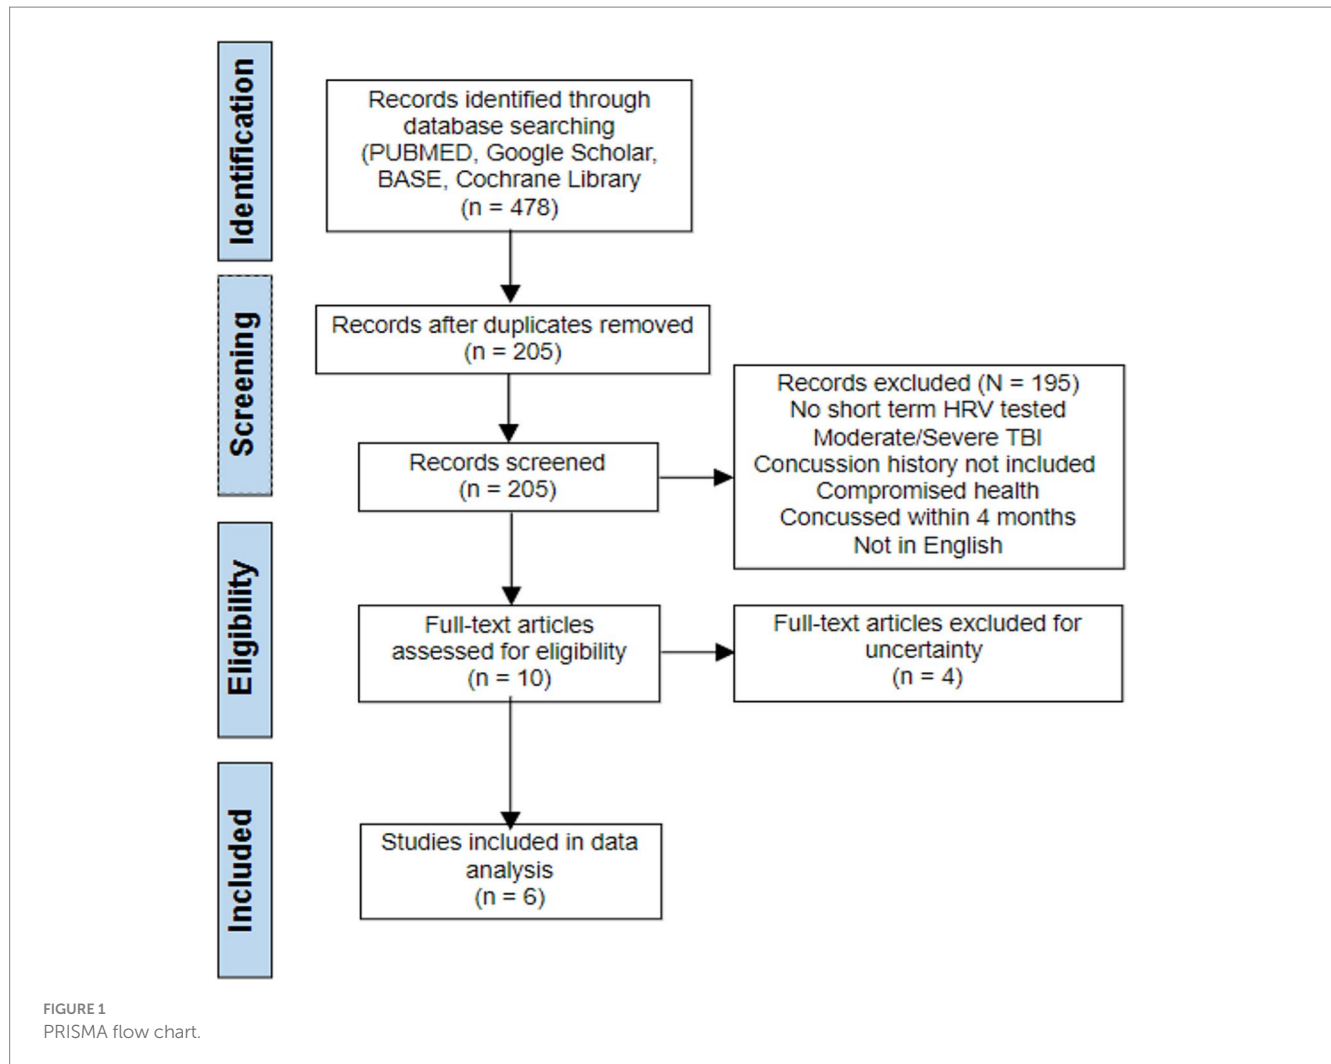 Identification
Records identified through
database searching
(PUBMED, Google Scholar,
BASE, Cochrane Library
(n = 478)
Screening
Records after duplicates removed
(n = 205)
Records screened
(n = 205)
Records excluded (N = 195)
No short term HRV tested
Moderate/Severe TBI
Concussion history not included
Compromised health
Concussed within 4 months
Not in English
Eligibility
Full-text articles
assessed for eligibility
(n = 10)
Full-text articles excluded for
uncertainty
(n = 4)
Included
Studies included in data
analysis
(n = 6)
FIGURE 1
PRISMA flow chart.